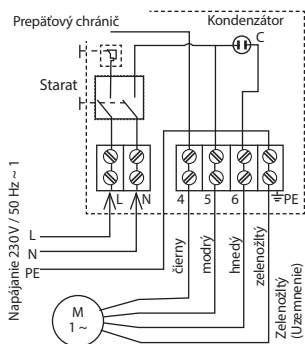 Prepäťový chránič
Kondenzátor
C
Starat
L
N
4
5
6
PE
Napájanie 230 V / 50 Hz ~ 1
L
N
PE
čierny
modrý
hnedý
zelenožltý
Zelenožltý
(Uzemnenie)
M
1 ~